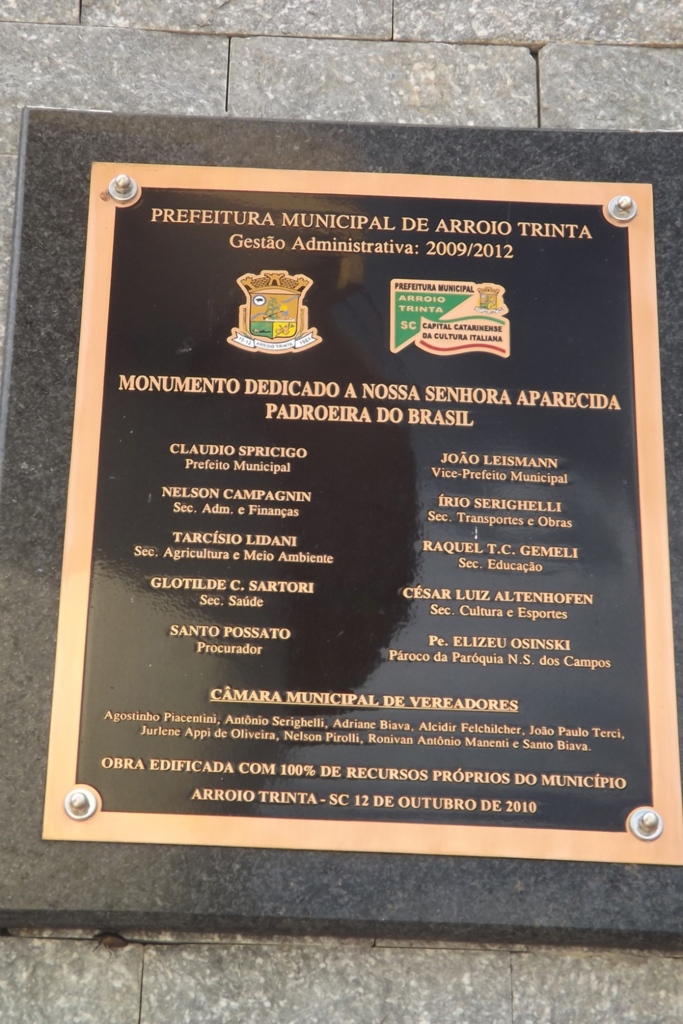 PREFEITURA MUNICIPAL DE ARROIO TRINTA
Gestão Administrativa: 2009/2012
ARROIO TRINTA
PREFEITURA MUNICIPAL
ARROIO
TRINTA
SC
CAPITAL CATARINENSE
DA CULTURA ITALIANA
MONUMENTO DEDICADO A NOSSA SENHORA APARECIDA
PADROEIRA DO BRASIL
CLAUDIO SPRICIGO
Prefeito Municipal
JOÃO LEISMANN
Vice-Prefeito Municipal
NELSON CAMPAGNIN
Sec. Adm. e Finanças
ÍRIO SERIGHELLI
Sec. Transportes e Obras
TARCÍSIO LIDANI
Sec. Agricultura e Meio Ambiente
RAQUEL T.C. GEMELI
Sec. Educação
GLOTILDE C. SARTORI
Sec. Saúde
CÉSAR LUIZ ALTENHOFEN
Sec. Cultura e Esportes
SANTO POSSATO
Procurador
Pe. ELIZEU OSINSKI
Pároco da Paróquia N.S. dos Campos
CÂMARA MUNICIPAL DE VEREADORES
Agostinho Piacentini, Antônio Serighelli, Adriane Biava, Alcidir Felchilcher, João Paulo Terci,
Jurlene Appi de Oliveira, Nelson Pirolli, Ronivan Antônio Manenti e Santo Biava.
OBRA EDIFICADA COM 100% DE RECURSOS PRÓPRIOS DO MUNICÍPIO
ARROIO TRINTA - SC 12 DE OUTUBRO DE 2010